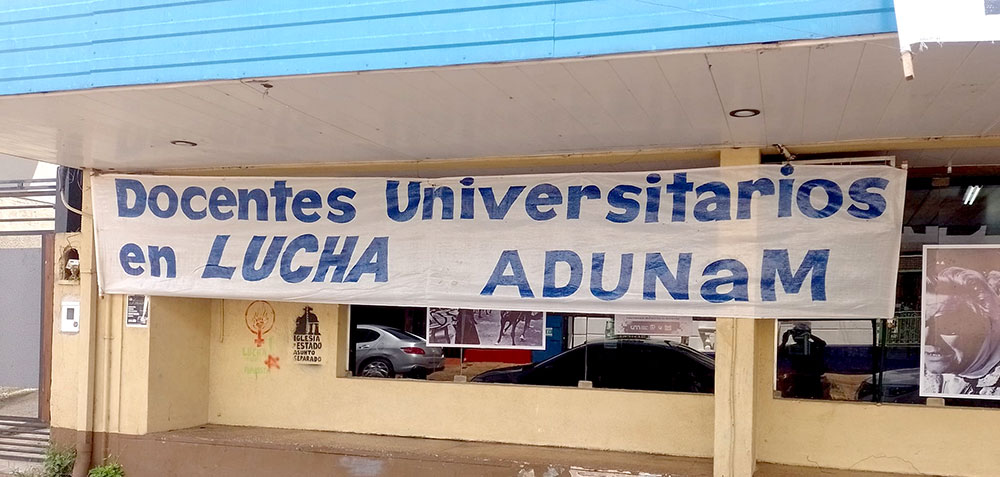 Docentes Universitarios
en LUCHA ADUNaM
IGLESIA
Y ESTADO
ASUNTO
SEPARADO